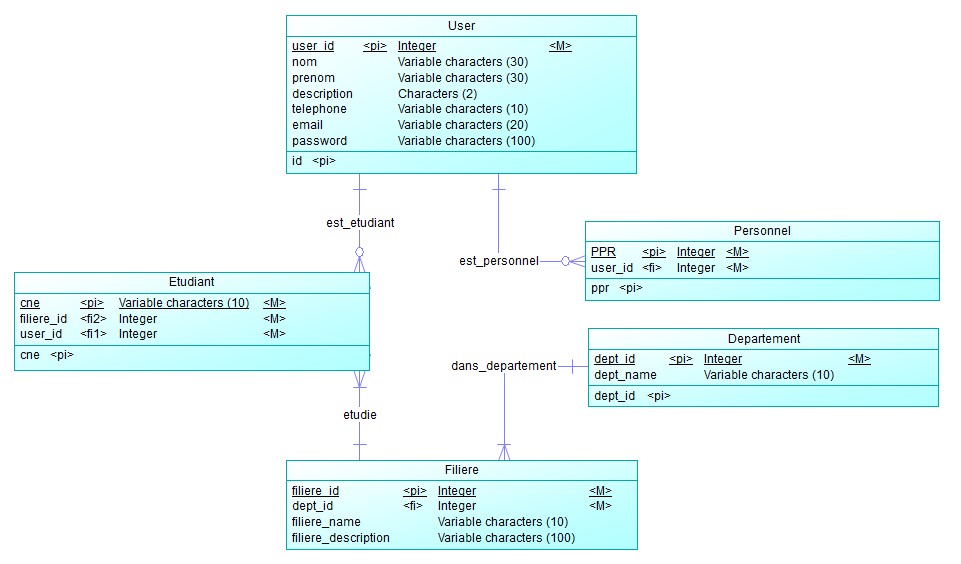 User
user_id <pi> Integer <M>
nom Variable characters (30)
prenom Variable characters (30)
description Characters (2)
telephone Variable characters (10)
email Variable characters (20)
password Variable characters (100)
id <pi>
est_etudiant
est_personnel
Personnel
PPR <pi> Integer <M>
user_id <fi> Integer <M>
ppr <pi>
Etudiant
cne <pi> Variable characters (10) <M>
filiere_id <fi2> Integer <M>
user_id <fi1> Integer <M>
cne <pi>
Departement
dept_id <pi> Integer <M>
dept_name Variable characters (10)
dept_id <pi>
dans_departement
etudie
Filiere
filiere_id <pi> Integer <M>
dept_id <fi> Integer <M>
filiere_name Variable characters (10)
filiere_description Variable characters (100)